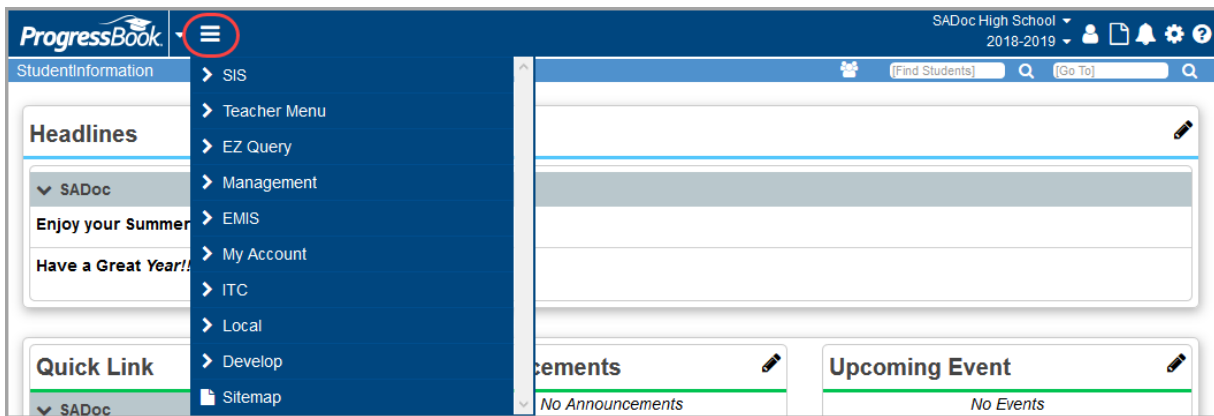 SADoc High School
ProgressBook
2018-2019
StudentInformation
[Find Students]
[Go To]
SIS
Teacher Menu
EZ Query
Management
EMIS
My Account
ITC
Local
Develop
Sitemap
Headlines
SADoc
Enjoy your Summer
Have a Great Year!!
Quick Link
SADoc
cements
No Announcements
Upcoming Event
No Events